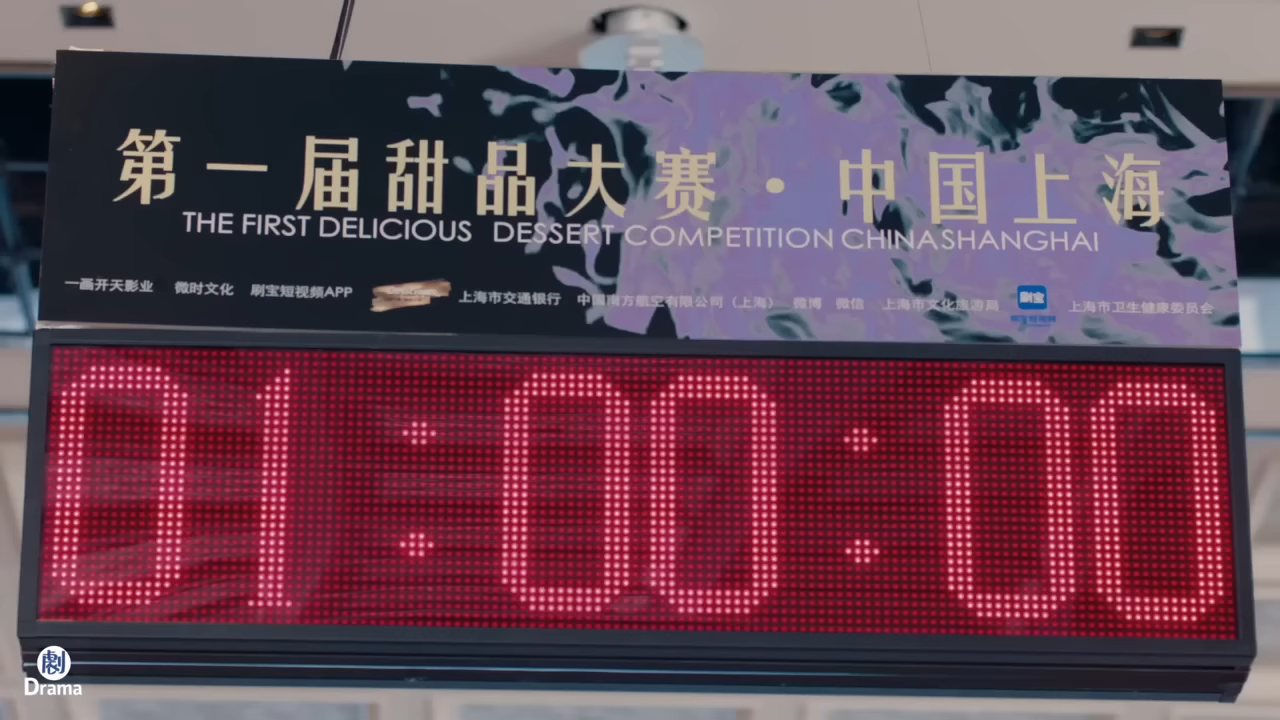 第一届甜品大赛·中国上海
THE FIRST DELICIOUS DESSERT COMPETITION CHINASHANGHAI
一画开天影业 微时文化 刷宝短视频APP 上海市交通银行 中国南方航空有限公司（上海） 微博 微信 上海市文化旅游局 刷宝 上海市卫生健康委员会
01:00:00
劇
Drama